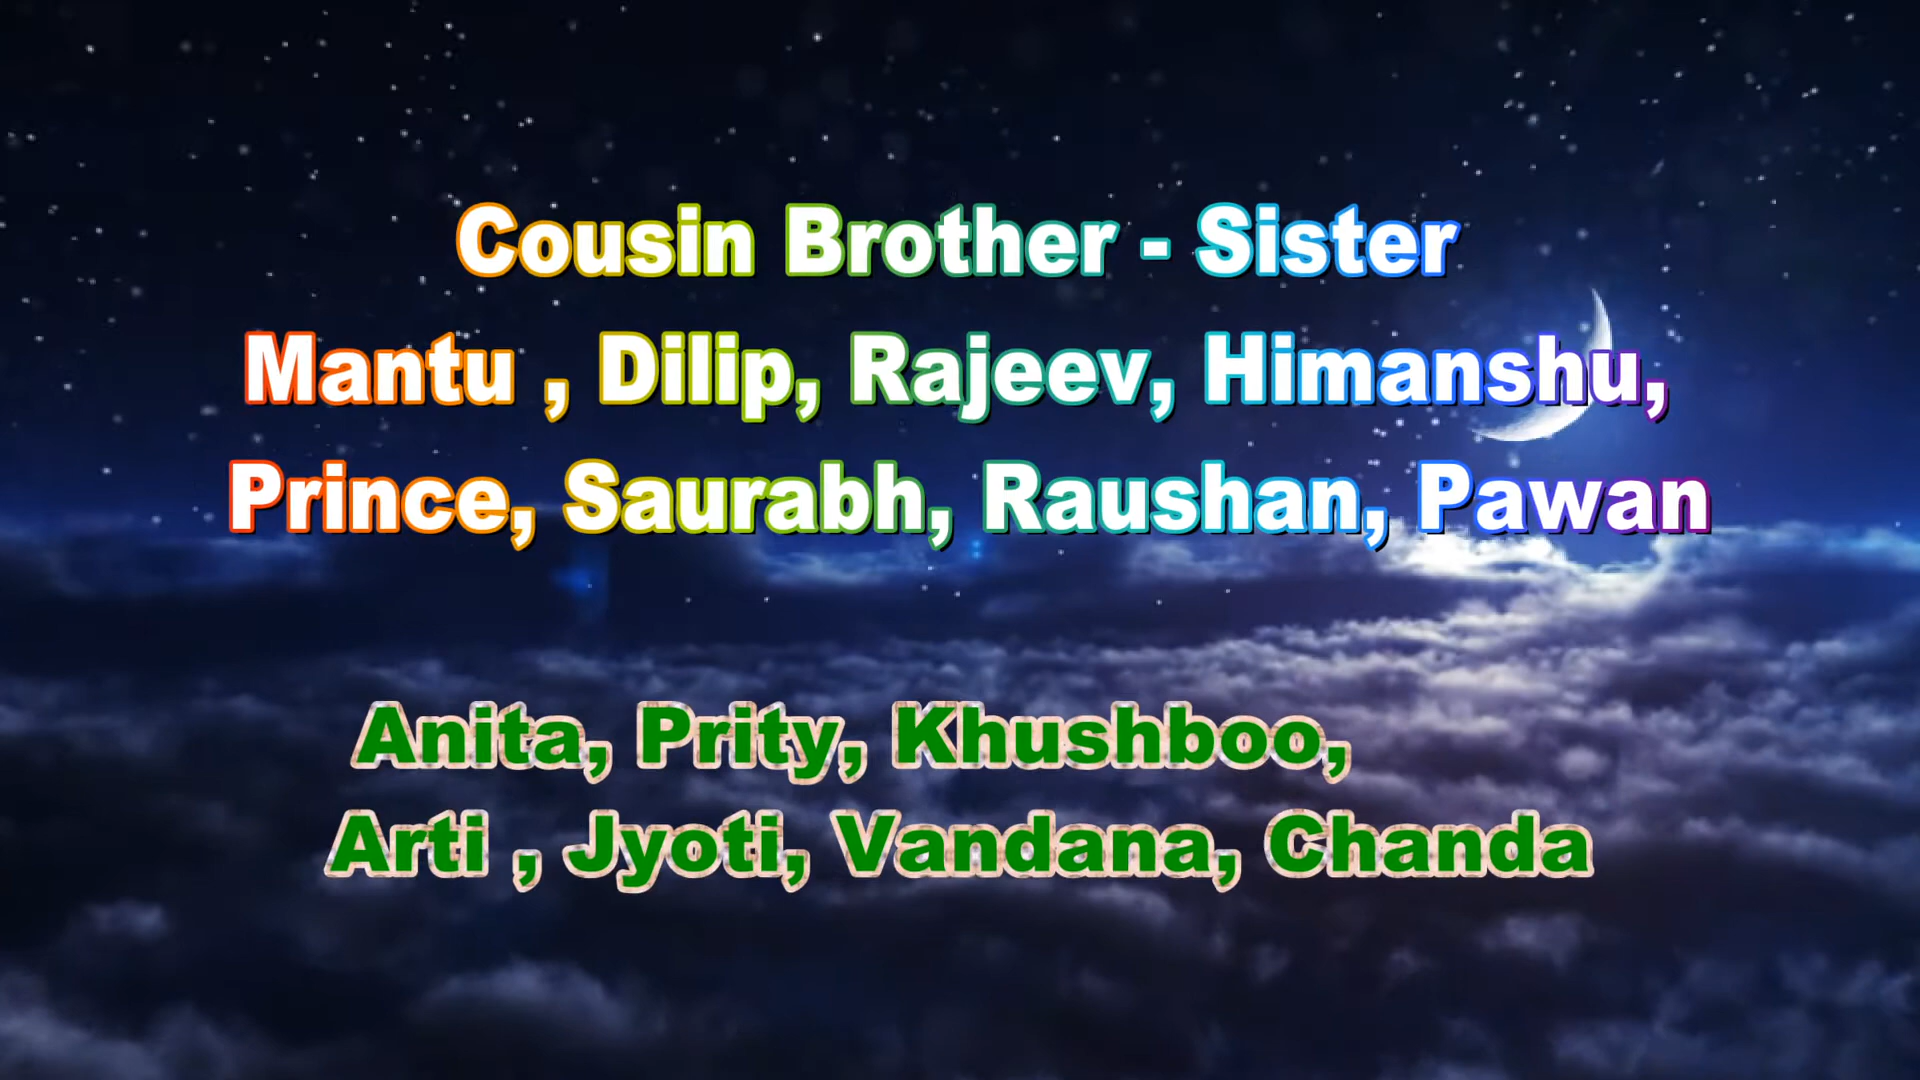 Cousin Brother - Sister
Mantu , Dilip, Rajeev, Himanshu,
Prince, Saurabh, Raushan, Pawan
Anita, Prity, Khushboo,
Arti , Jyoti, Vandana, Chanda